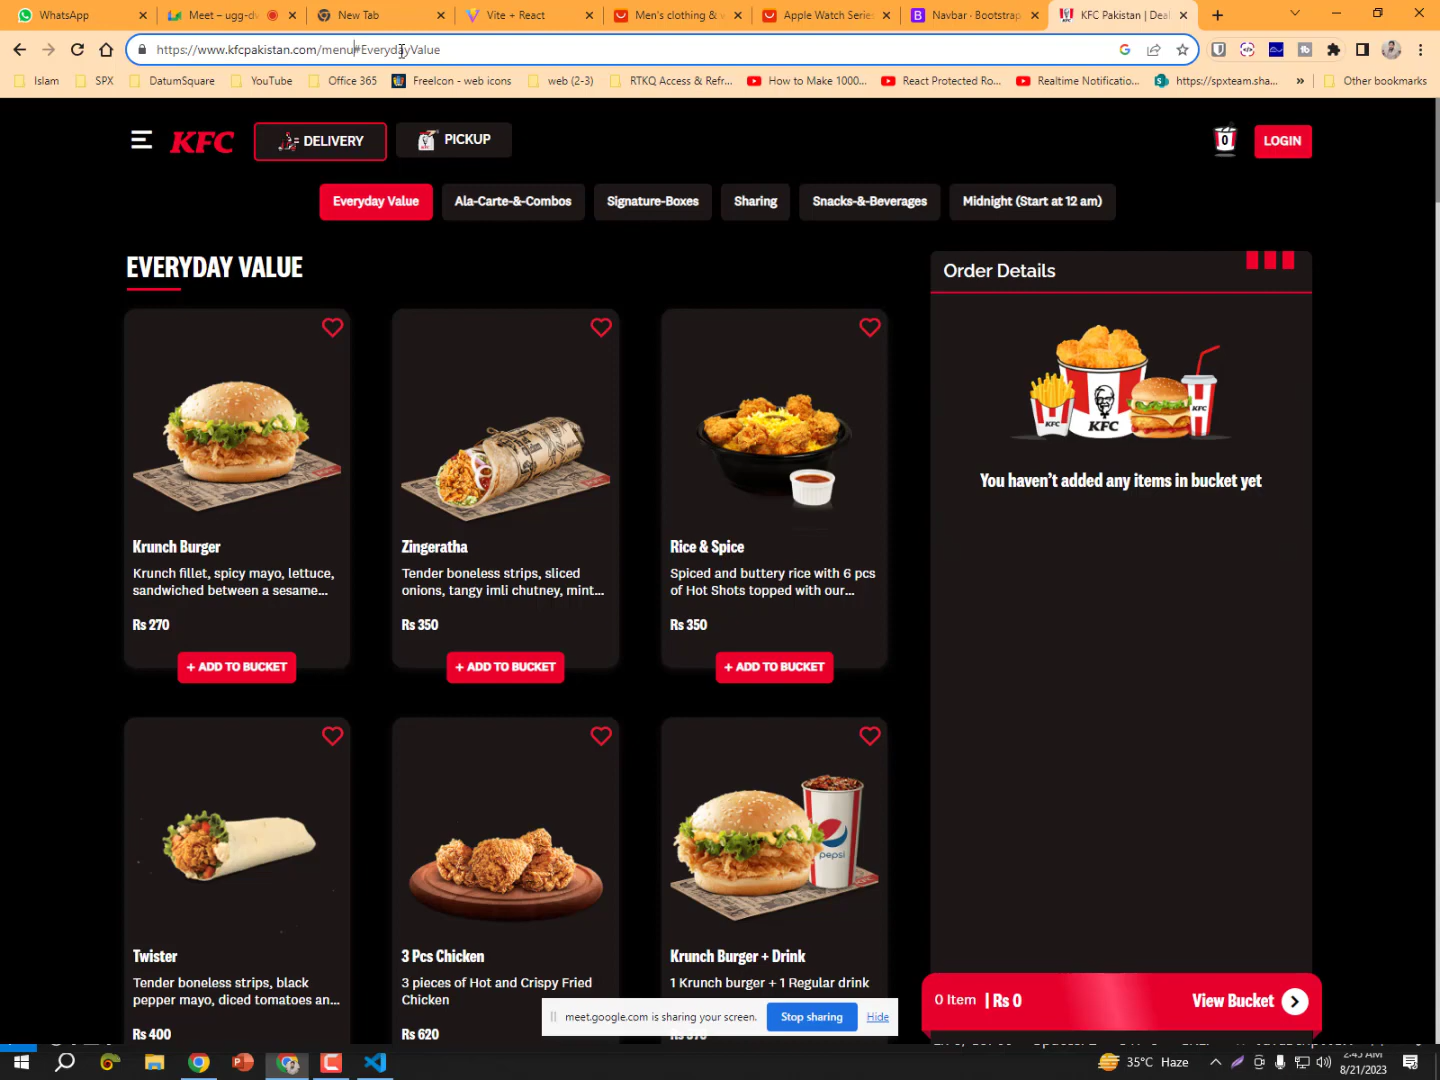 WhatsApp
Meet – ugg-d
New Tab
Vite + React
Men's clothing &
Apple Watch Serie
Navbar · Bootstrap
KFC Pakistan | Dea
https://www.kfcpakistan.com/menu#EverydayValue
Islam
SPX
DatumSquare
YouTube
Office 365
FreeIcon - web icons
web (2-3)
RTKQ Access & Refr...
How to Make 1000...
React Protected Ro...
Realtime Notificatio...
https://spxteam.sha...
»
Other bookmarks
KFC
DELIVERY
PICKUP
0
LOGIN
Everyday Value
Ala-Carte-&-Combos
Signature-Boxes
Sharing
Snacks-&-Beverages
Midnight (Start at 12 am)
EVERYDAY VALUE
Order Details
KFC
KFC
KFC
You haven't added any items in bucket yet
Krunch Burger
Krunch fillet, spicy mayo, lettuce,
sandwiched between a sesame...
Rs 270
+ ADD TO BUCKET
Zingeratha
Tender boneless strips, sliced
onions, tangy imli chutney, mint...
Rs 350
+ ADD TO BUCKET
Rice & Spice
Spiced and buttery rice with 6 pcs
of Hot Shots topped with our...
Rs 350
+ ADD TO BUCKET
pepsi
Twister
Tender boneless strips, black
pepper mayo, diced tomatoes an...
Rs 400
3 Pcs Chicken
3 pieces of Hot and Crispy Fried
Chicken
Rs 620
Krunch Burger + Drink
1 Krunch burger + 1 Regular drink
0 Item | Rs 0
View Bucket
meet.google.com is sharing your screen.
Stop sharing
Hide
35°C Haze
2:45 AM
8/21/2023